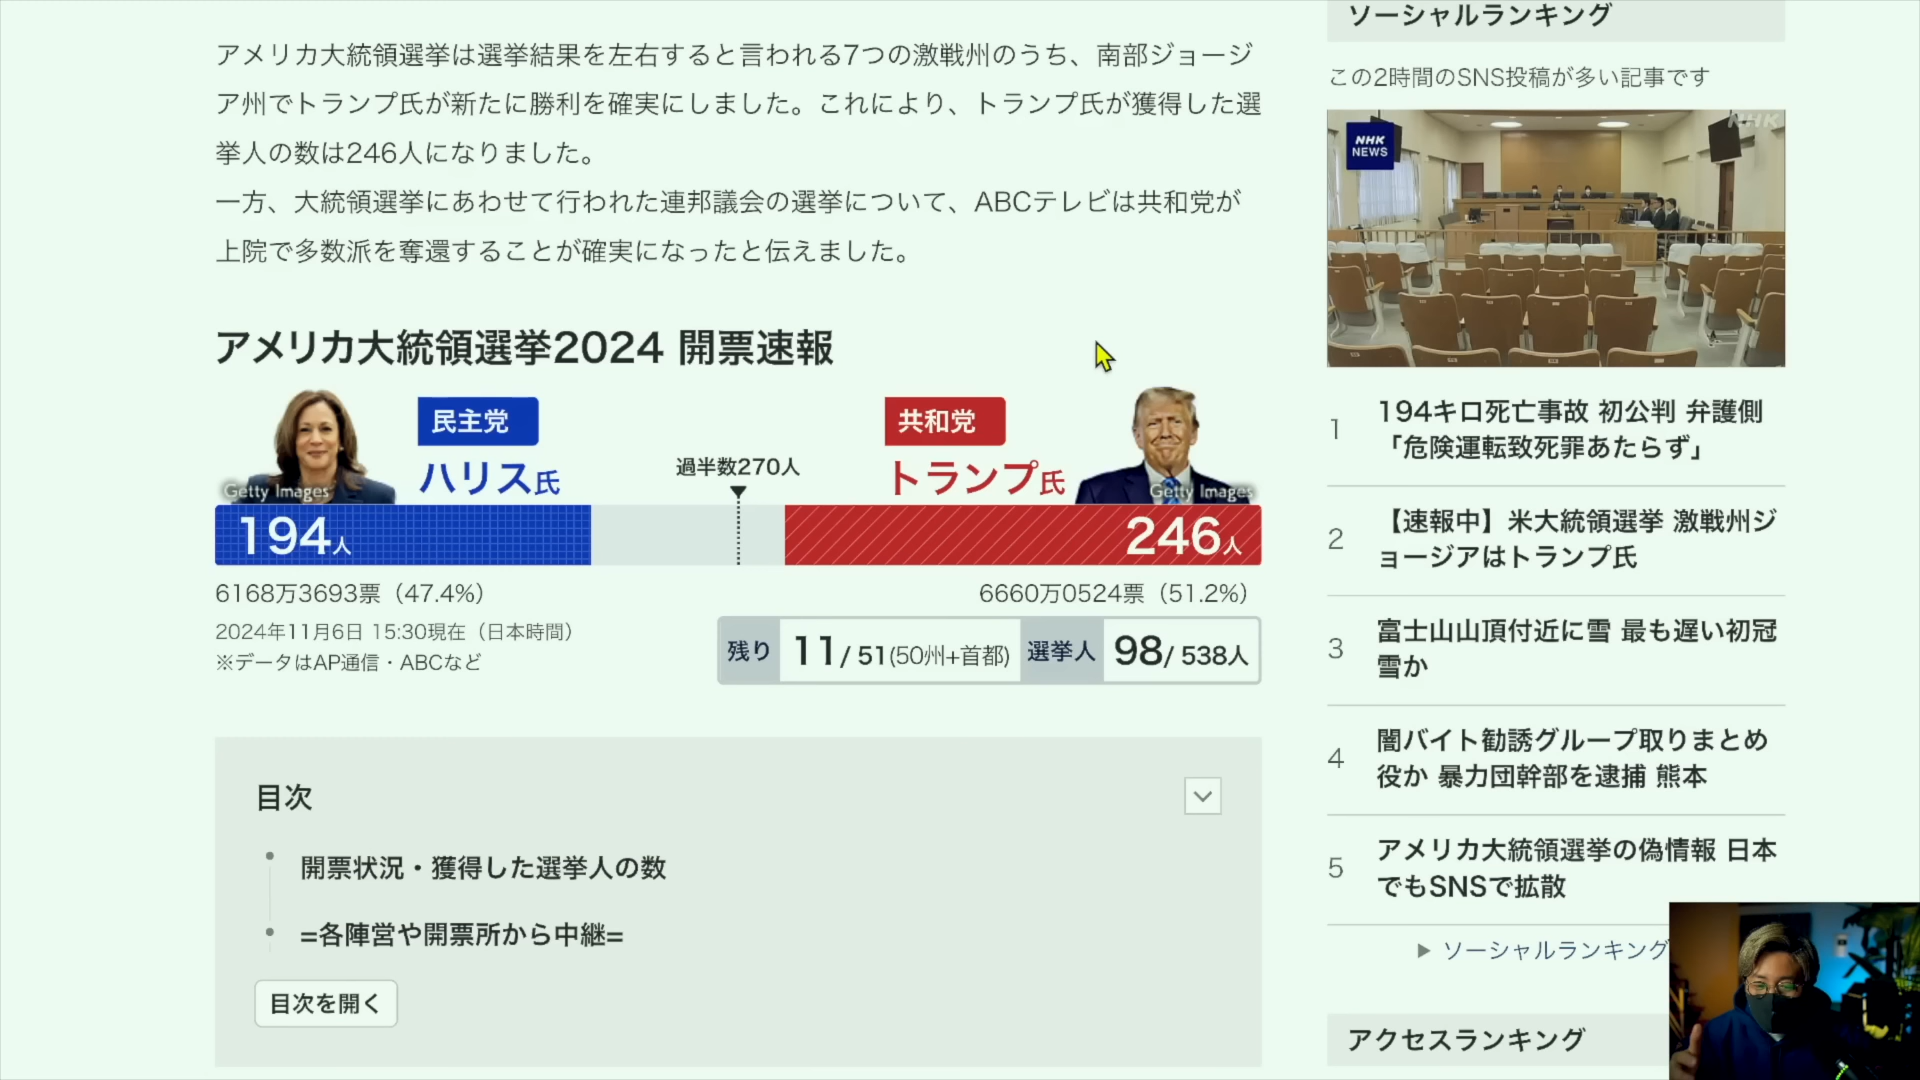 アメリカ大統領選挙は選挙結果を左右すると言われる7つの激戦州のうち、南部ジョージ
ア州でトランプ氏が新たに勝利を確実にしました。これにより、トランプ氏が獲得した選
挙人の数は246人になりました。
一方、大統領選挙にあわせて行われた連邦議会の選挙について、ABCテレビは共和党が
上院で多数派を奪還することが確実になったと伝えました。
アメリカ大統領選挙2024 開票速報
民主党
ハリス氏
Getty Images
過半数270人
共和党
トランプ氏
Getty Images
194人
246人
6168万3693票（47.4%）
6660万0524票（51.2%）
2024年11月6日 15:30現在（日本時間）
※データはAP通信・ABCなど
残り 11/ 51(50州+首都) 選挙人 98/ 538人
目次
開票状況・獲得した選挙人の数
=各陣営や開票所から中継=
目次を開く
ソーシャルランキング
この2時間のSNS投稿が多い記事です
NHK
NHK
NEWS
1
194キロ死亡事故 初公判 弁護側
「危険運転致死罪あたらず」
2
【速報中】米大統領選挙 激戦州ジ
ョージアはトランプ氏
3
富士山山頂付近に雪 最も遅い初冠
雪か
4
闇バイト勧誘グループ取りまとめ
役か 暴力団幹部を逮捕 熊本
5
アメリカ大統領選挙の偽情報 日本
でもSNSで拡散
ソーシャルランキング
アクセスランキング